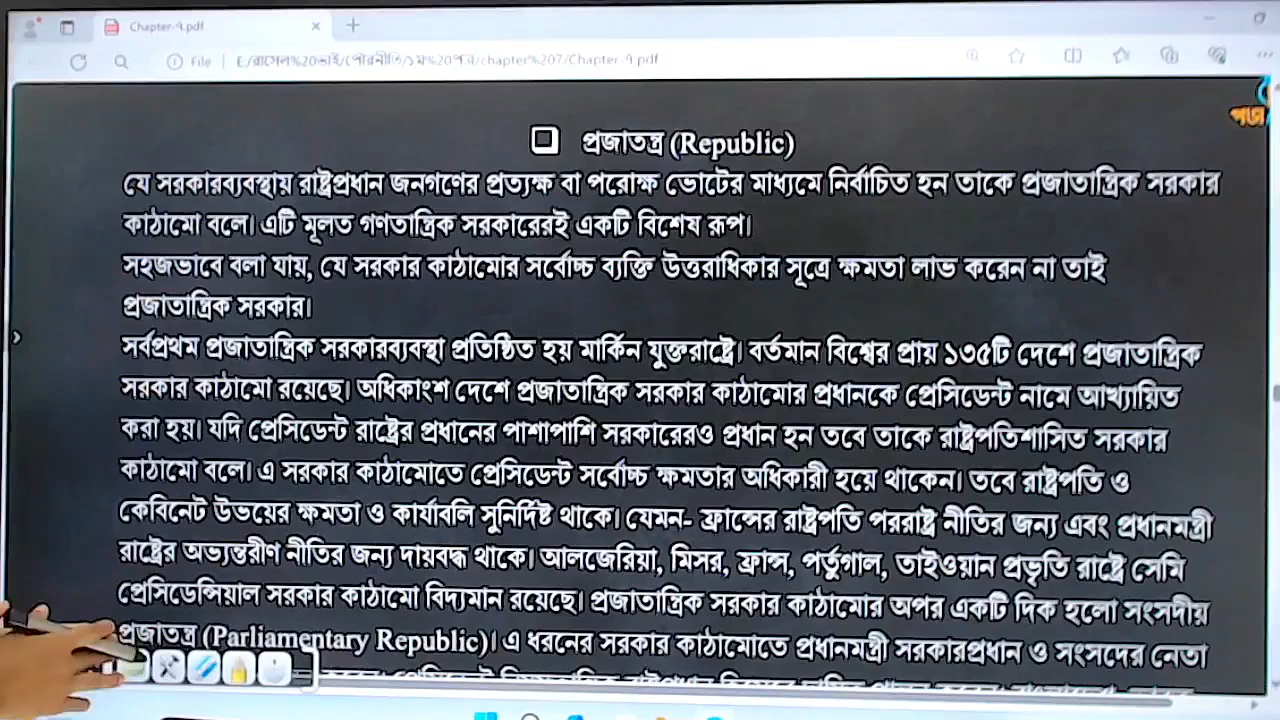 Chapter-৭.pdf
File
প্রজাতন্ত্র (Republic)
যে সরকারব্যবস্থায় রাষ্ট্রপ্রধান জনগণের প্রত্যক্ষ বা পরোক্ষ ভোটের মাধ্যমে নির্বাচিত হন তাকে প্রজাতান্ত্রিক সরকার
কাঠামো বলে। এটি মূলত গণতান্ত্রিক সরকারেরই একটি বিশেষ রূপ।
সহজভাবে বলা যায়, যে সরকার কাঠামোর সর্বোচ্চ ব্যক্তি উত্তরাধিকার সূত্রে ক্ষমতা লাভ করেন না তাই
প্রজাতান্ত্রিক সরকার।
সর্বপ্রথম প্রজাতান্ত্রিক সরকারব্যবস্থা প্রতিষ্ঠিত হয় মার্কিন যুক্তরাষ্ট্রে। বর্তমান বিশ্বের প্রায় ১৩৫টি দেশে প্রজাতান্ত্রিক
সরকার কাঠামো রয়েছে। অধিকাংশ দেশে প্রজাতান্ত্রিক সরকার কাঠামোর প্রধানকে প্রেসিডেন্ট নামে আখ্যায়িত
করা হয়। যদি প্রেসিডেন্ট রাষ্ট্রের প্রধানের পাশাপাশি সরকারেরও প্রধান হন তবে তাকে রাষ্ট্রপতিশাসিত সরকার
কাঠামো বলে। এ সরকার কাঠামোতে প্রেসিডেন্ট সর্বোচ্চ ক্ষমতার অধিকারী হয়ে থাকেন। তবে রাষ্ট্রপতি ও
কেবিনেট উভয়ের ক্ষমতা ও কার্যাবলি সুনির্দিষ্ট থাকে। যেমন- ফ্রান্সের রাষ্ট্রপতি পররাষ্ট্র নীতির জন্য এবং প্রধানমন্ত্রী
রাষ্ট্রের অভ্যন্তরীণ নীতির জন্য দায়বদ্ধ থাকে। আলজেরিয়া, মিসর, ফ্রান্স, পর্তুগাল, তাইওয়ান প্রভৃতি রাষ্ট্রে সেমি
প্রেসিডেন্সিয়াল সরকার কাঠামো বিদ্যমান রয়েছে। প্রজাতান্ত্রিক সরকার কাঠামোর অপর একটি দিক হলো সংসদীয়
প্রজাতন্ত্র (Parliamentary Republic)। এ ধরনের সরকার কাঠামোতে প্রধানমন্ত্রী সরকারপ্রধান ও সংসদের নেতা